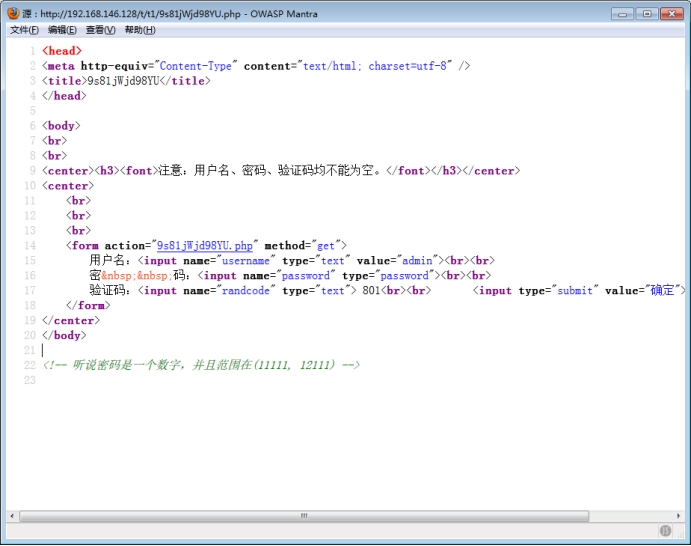 源：http://192.168.146.128/t/t1/9s81jWjd98YU.php - OWASP Mantra
文件(F) 编辑(E) 查看(V) 帮助(H)
1 <head>
2 <meta http-equiv="Content-Type" content="text/html; charset=utf-8" />
3 <title>9s81jWjd98YU</title>
4 </head>
5
6 <body>
7 <br>
8 <br>
9 <center><h3><font>注意：用户名、密码、验证码均不能为空。</font></h3></center>
10 <center>
11 <br>
12 <br>
13 <br>
14 <form action="9s81jWjd98YU.php" method="get">
15 用户名：<input name="username" type="text" value="admin"><br><br>
16 密&nbsp;&nbsp;码：<input name="password" type="password"><br><br>
17 验证码：<input name="randcode" type="text"> 801<br><br> <input type="submit" value="确定">
18 </form>
19 </center>
20 </body>
21
22 <!-- 听说密码是一个数字，并且范围在(11111, 12111) -->
23